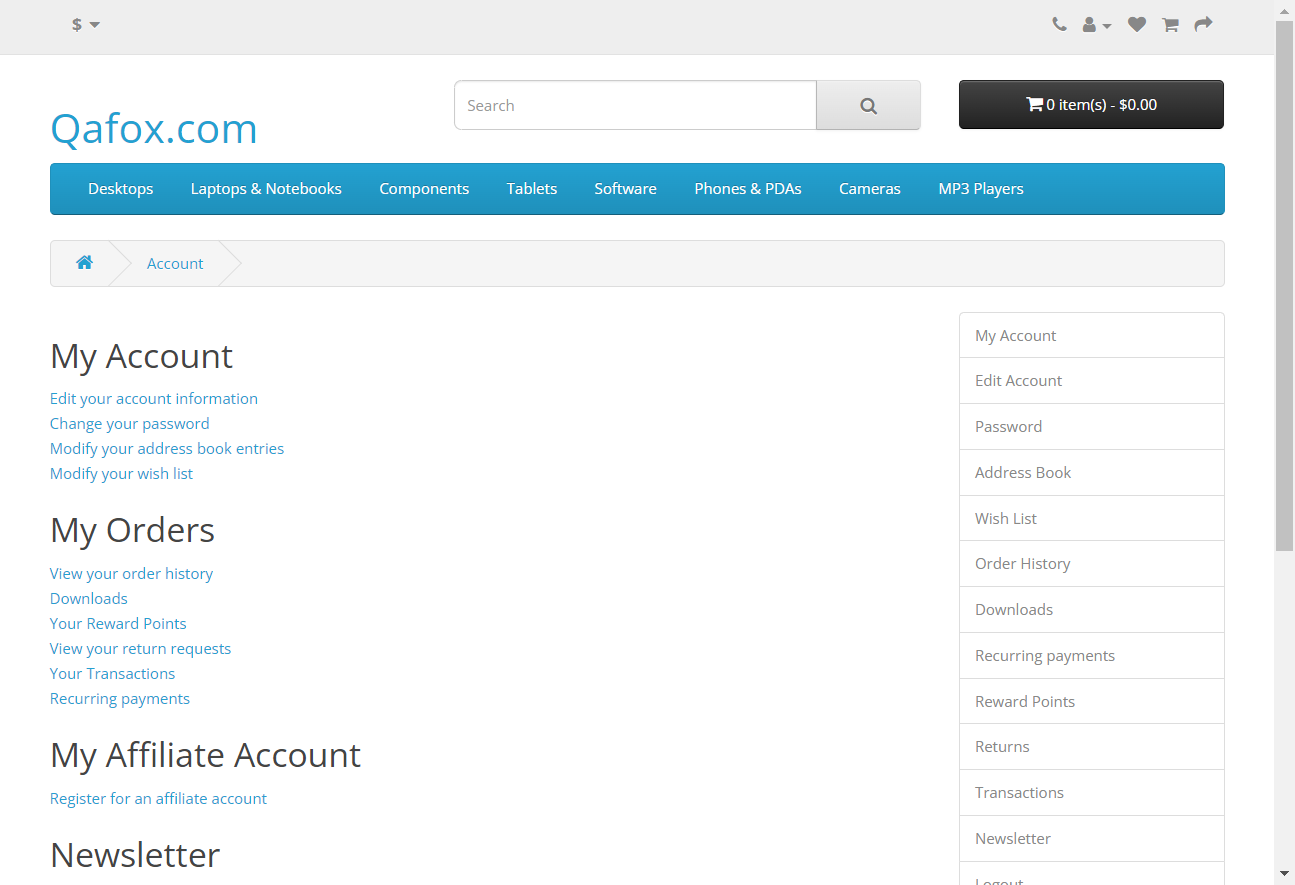 $
Search
0 item(s) - $0.00
Qafox.com
Desktops Laptops & Notebooks Components Tablets Software Phones & PDAs Cameras MP3 Players
Account
My Account
Edit your account information
Change your password
Modify your address book entries
Modify your wish list
My Orders
View your order history
Downloads
Your Reward Points
View your return requests
Your Transactions
Recurring payments
My Affiliate Account
Register for an affiliate account
Newsletter
My Account
Edit Account
Password
Address Book
Wish List
Order History
Downloads
Recurring payments
Reward Points
Returns
Transactions
Newsletter
Logout